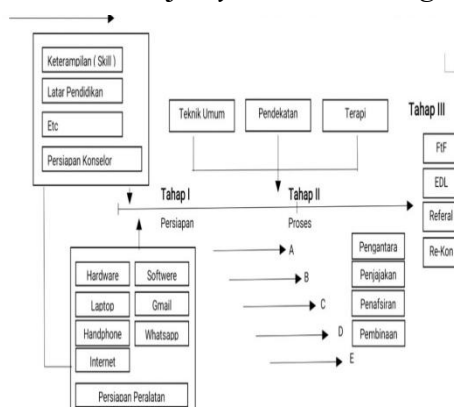 Keterampilan ( Skill )
Latar Pendidikan
Etc
Persiapan Konselor
Teknik Umum
Pendekatan
Terapi
Tahap III
FtF
EDL
Referal
Re-Kon
Tahap I
Tahap II
Persiapan
Proses
Hardware
Softwere
Laptop
Gmail
Handphone
Whatsapp
Internet
Persiapan Peralatan
A
B
C
D
E
Pengantara
Penjajakan
Penafsiran
Pembinaan